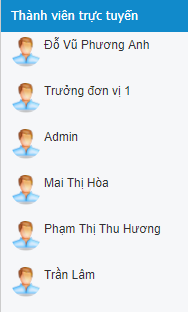 Thành viên trực tuyến
Đỗ Vũ Phương Anh
Trưởng đơn vị 1
Admin
Mai Thị Hòa
Phạm Thị Thu Hương
Trần Lâm